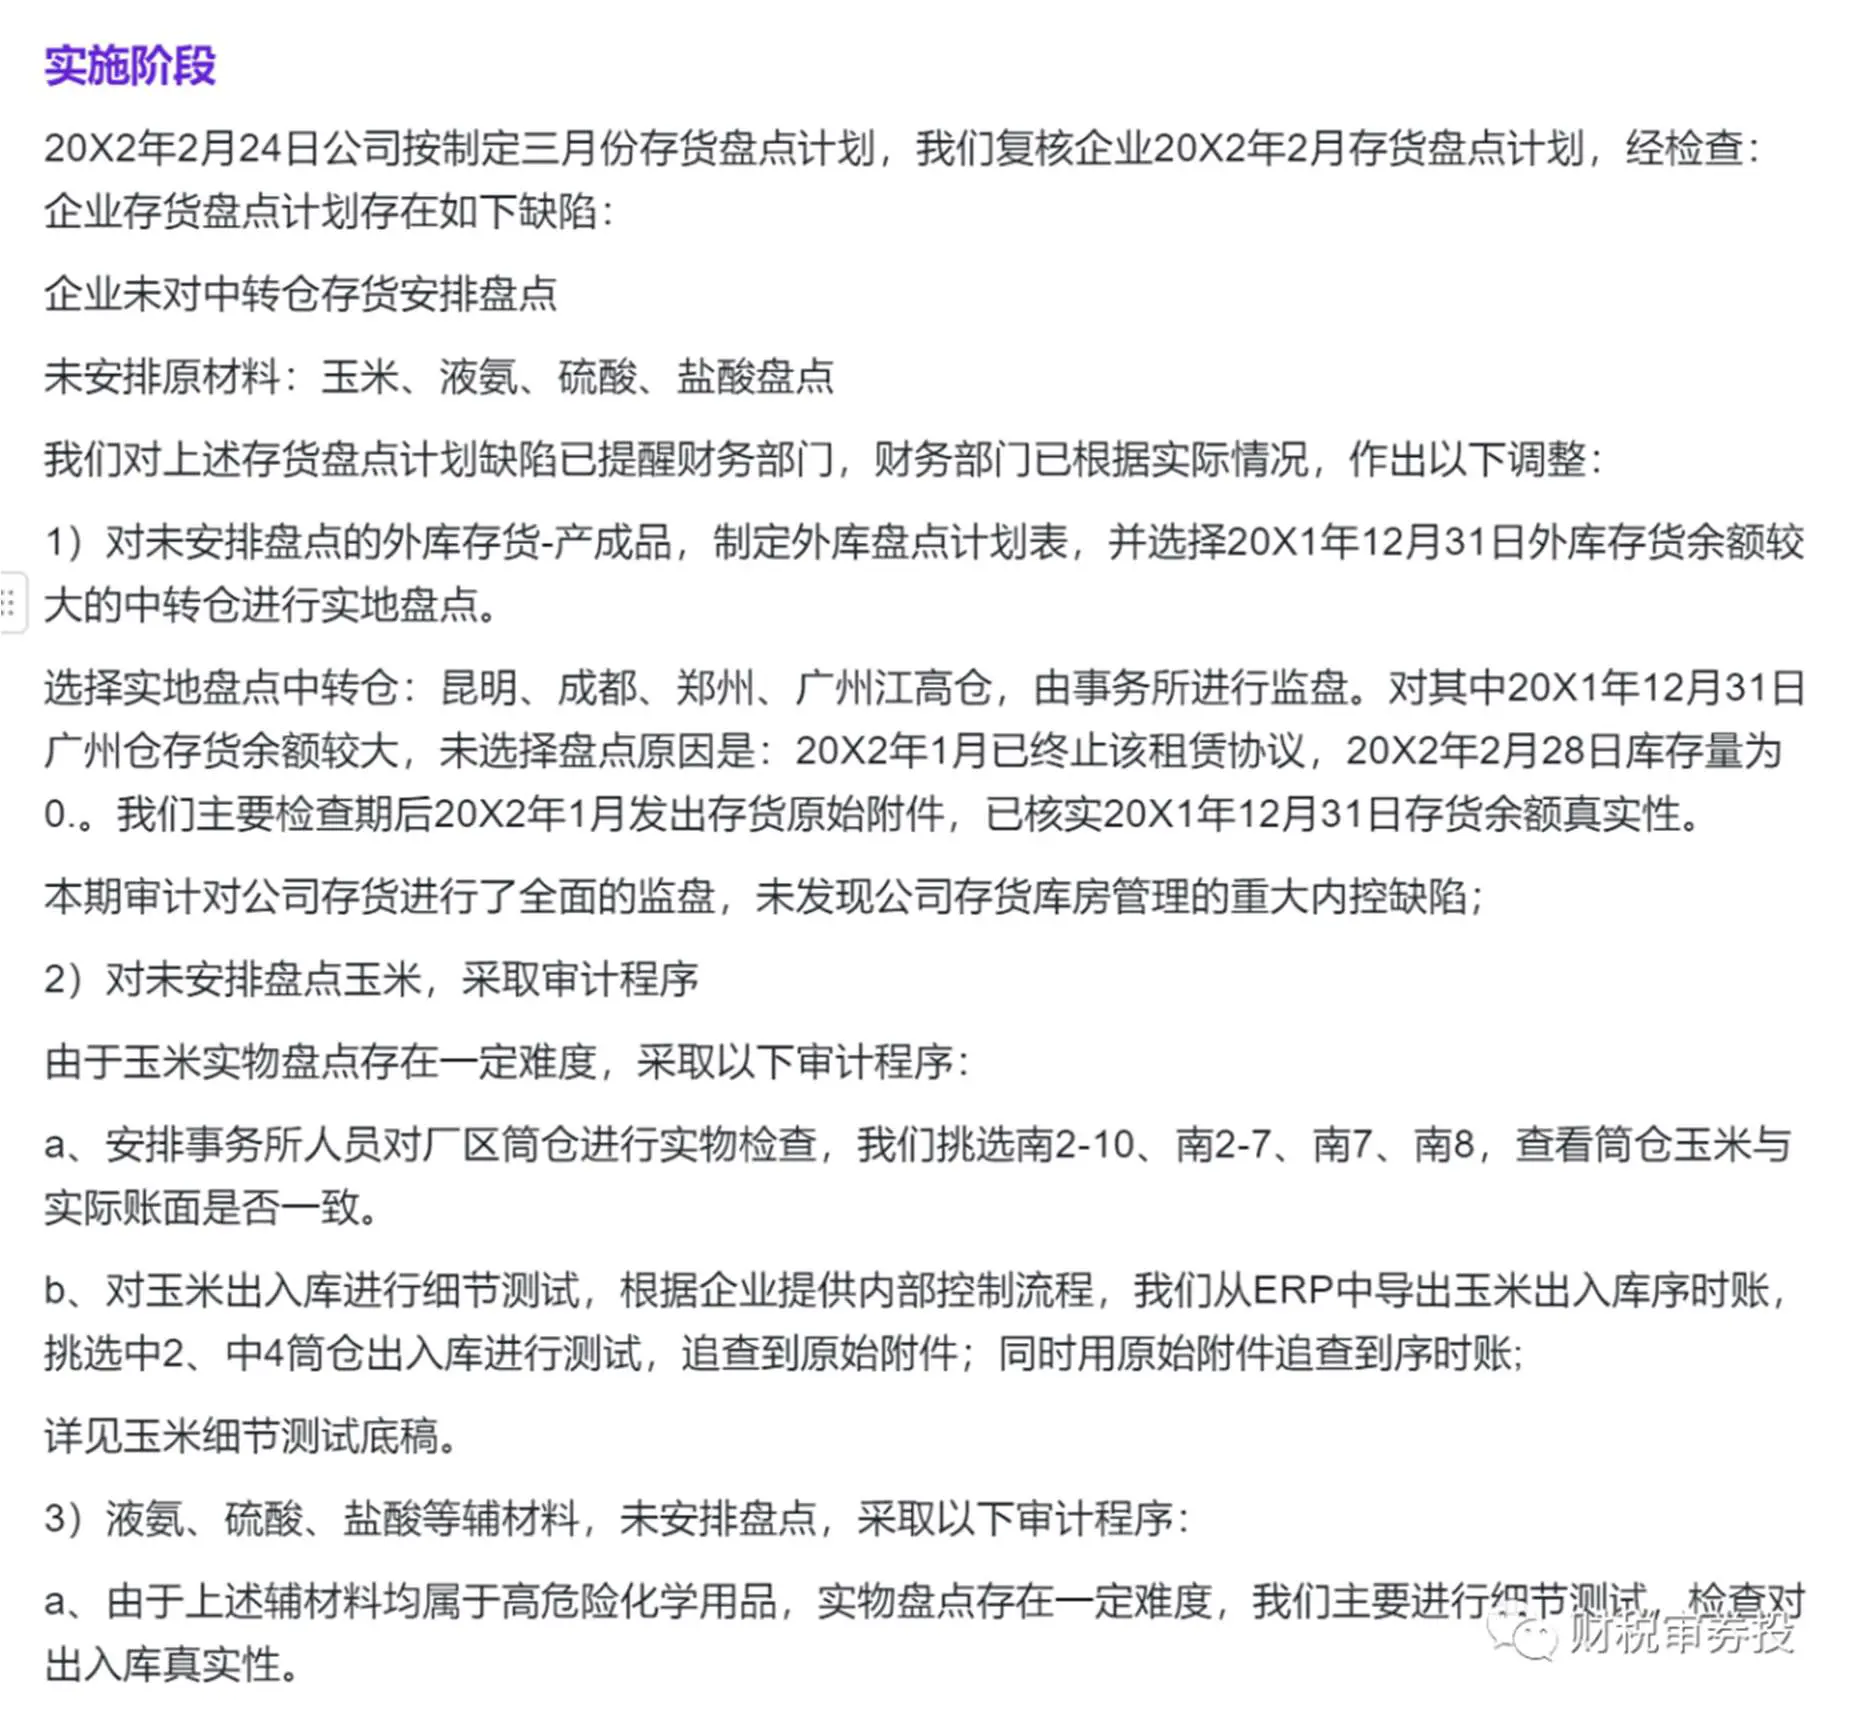 实施阶段
20X2年2月24日公司按制定三月份存货盘点计划，我们复核企业20X2年2月存货盘点计划，经检查：
企业存货盘点计划存在如下缺陷：
企业未对中转仓存货安排盘点
未安排原材料：玉米、液氨、硫酸、盐酸盘点
我们对上述存货盘点计划缺陷已提醒财务部门，财务部门已根据实际情况，作出以下调整：
1）对未安排盘点的外库存货-产成品，制定外库盘点计划表，并选择20X1年12月31日外库存货余额较
大的中转仓进行实地盘点。
选择实地盘点中转仓：昆明、成都、郑州、广州江高仓，由事务所进行监盘。对其中20X1年12月31日
广州仓存货余额较大，未选择盘点原因是：20X2年1月已终止该租赁协议，20X2年2月28日库存量为
0.。我们主要检查期后20X2年1月发出存货原始附件，已核实20X1年12月31日存货余额真实性。
本期审计对公司存货进行了全面的监盘，未发现公司存货库房管理的重大内控缺陷；
2）对未安排盘点玉米，采取审计程序
由于玉米实物盘点存在一定难度，采取以下审计程序：
a、安排事务所人员对厂区筒仓进行实物检查，我们挑选南2-10、南2-7、南7、南8，查看筒仓玉米与
实际账面是否一致。
b、对玉米出入库进行细节测试，根据企业提供内部控制流程，我们从ERP中导出玉米出入库序时账，
挑选中2、中4筒仓出入库进行测试，追查到原始附件；同时用原始附件追查到序时账;
详见玉米细节测试底稿。
3）液氨、硫酸、盐酸等辅材料，未安排盘点，采取以下审计程序：
a、由于上述辅材料均属于高危险化学用品，实物盘点存在一定难度，我们主要进行细节测试，检查对
出入库真实性。
财税审券投